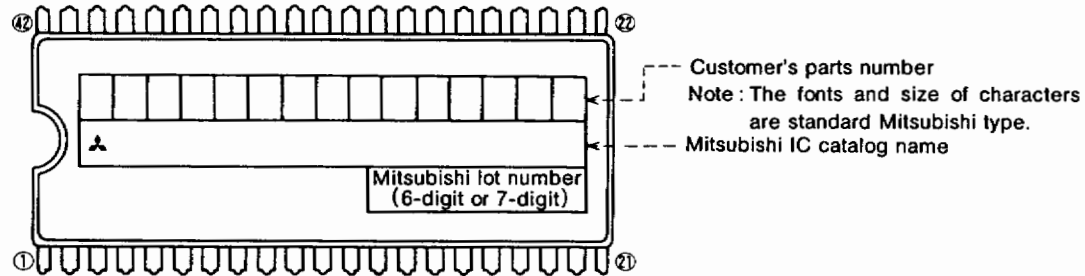 ㊷ ㉒
Customer's parts number
Note : The fonts and size of characters
are standard Mitsubishi type.
Mitsubishi IC catalog name
Mitsubishi lot number
(6-digit or 7-digit)
① ㉑